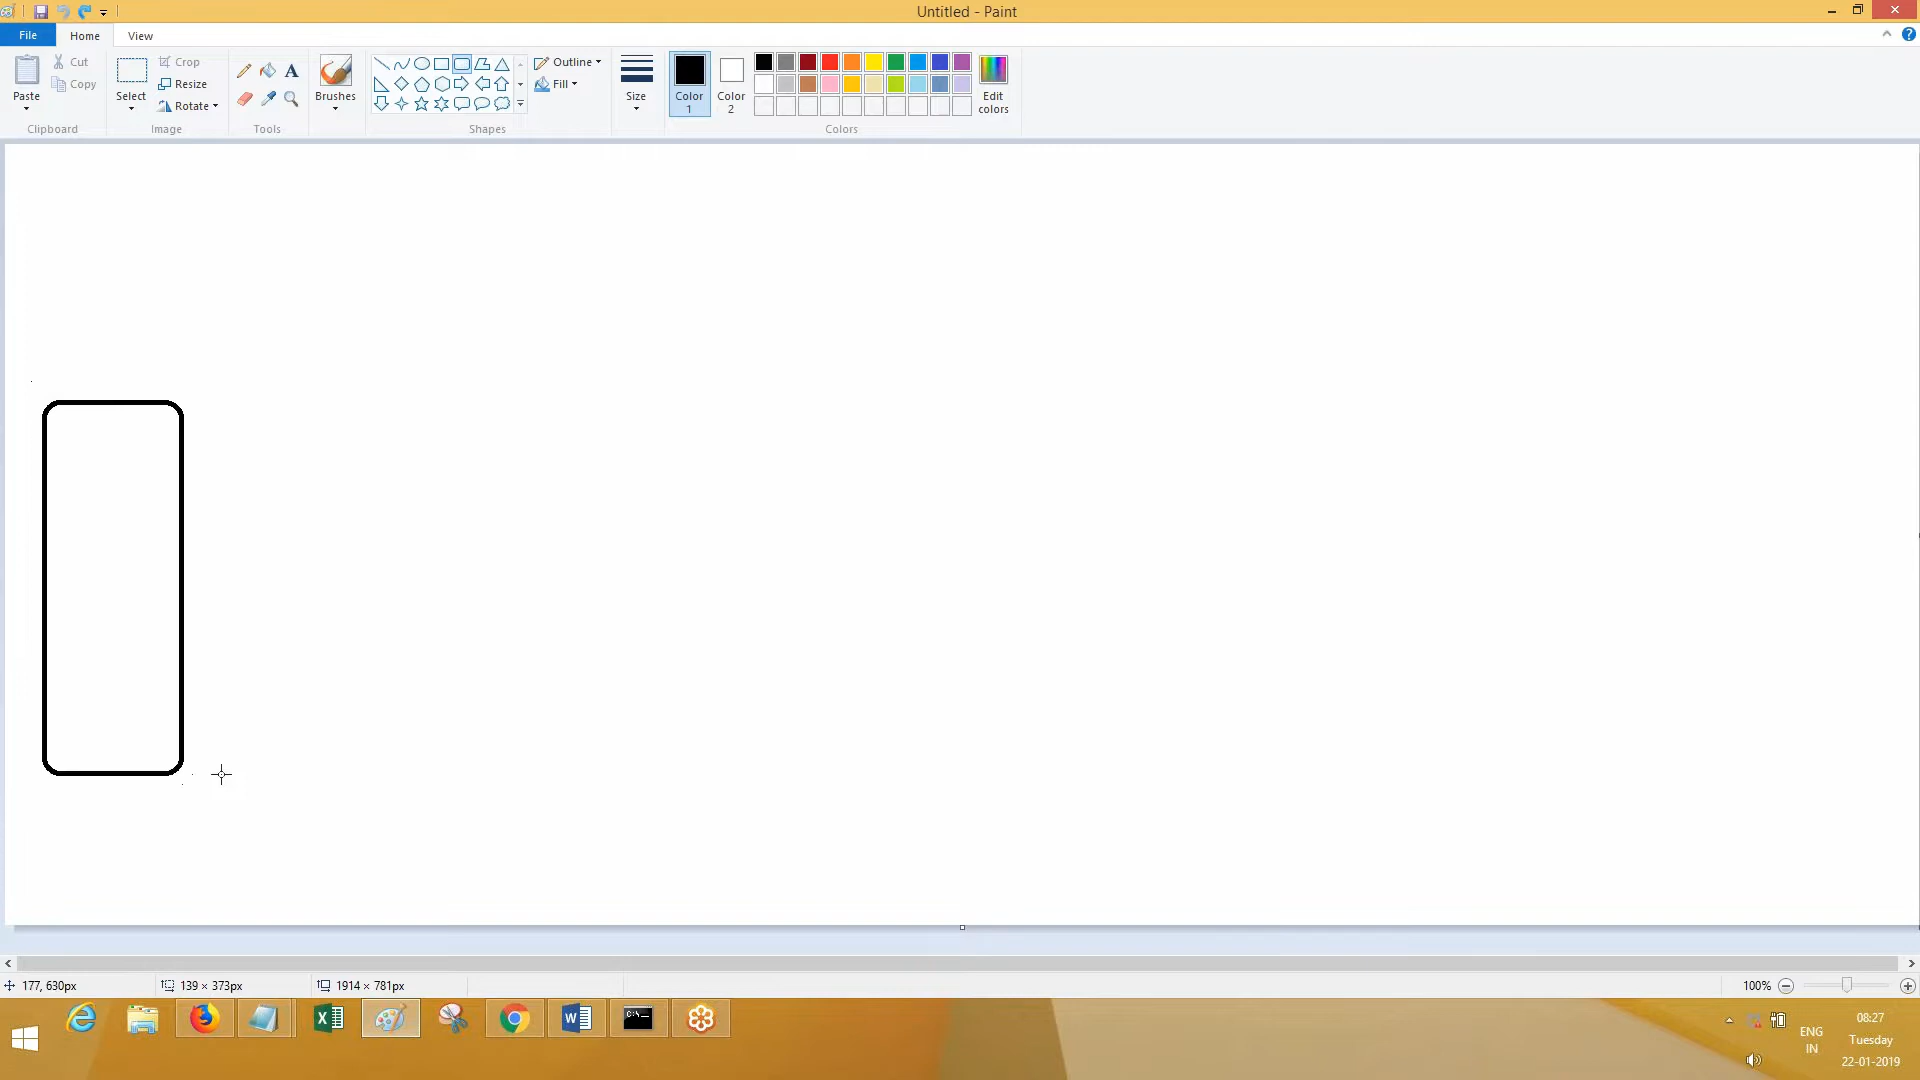 Untitled - Paint
File
Home
View
Paste
Cut
Copy
Clipboard
Select
Crop
Resize
Rotate
Image
A
Tools
Brushes
Outline
Fill
Shapes
Size
Color
1
Color
2
Edit
colors
Colors
177, 630px
139 × 373px
1914 × 781px
100%
C:\_
ENG
IN
08:27
Tuesday
22-01-2019